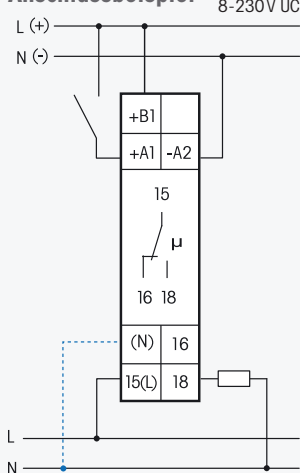 Anschlussbeispiel
8-230V UC
L (+)
N (-)
+B1
+A1 -A2
15
µ
16 18
(N) 16
15(L) 18
L
N